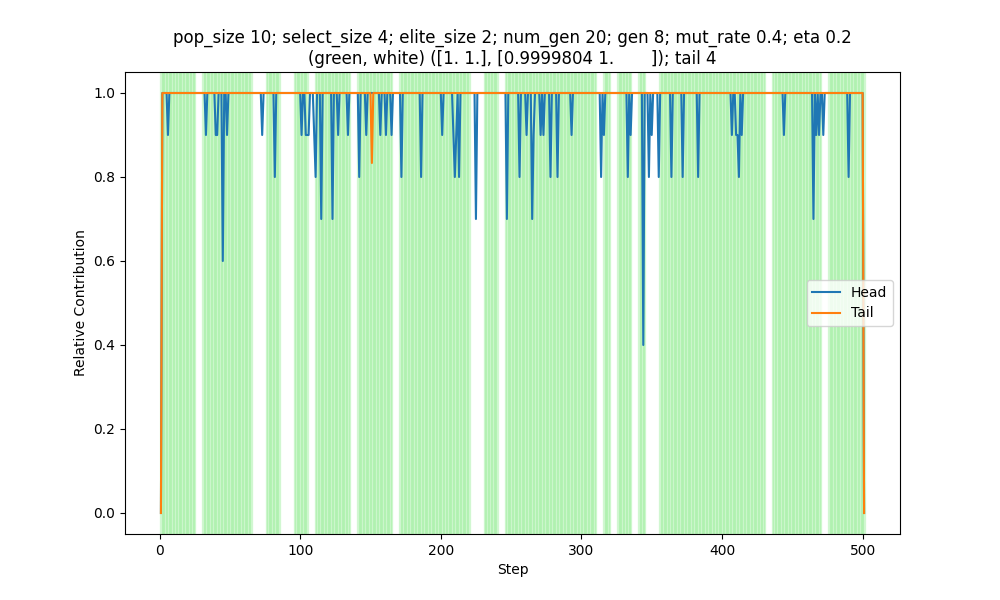 pop_size 10; select_size 4; elite_size 2; num_gen 20; gen 8; mut_rate 0.4; eta 0.2
(green, white) ([1. 1.], [0.9999804 1.        ]); tail 4
1.0
0.8
0.6
0.4
0.2
0.0
Relative Contribution
Head
Tail
0 100 200 300 400 500
Step